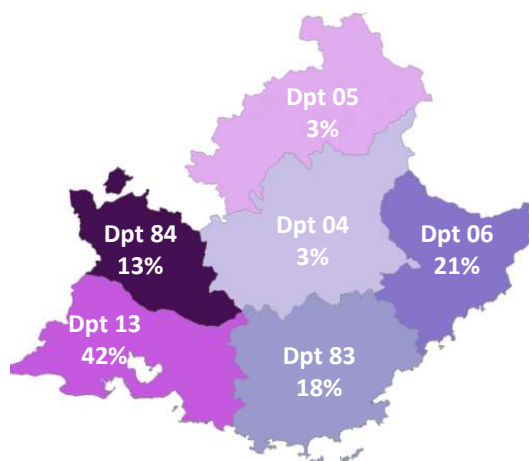 Dpt 05
3%
Dpt 04
3%
Dpt 06
21%
Dpt 84
13%
Dpt 13
42%
Dpt 83
18%